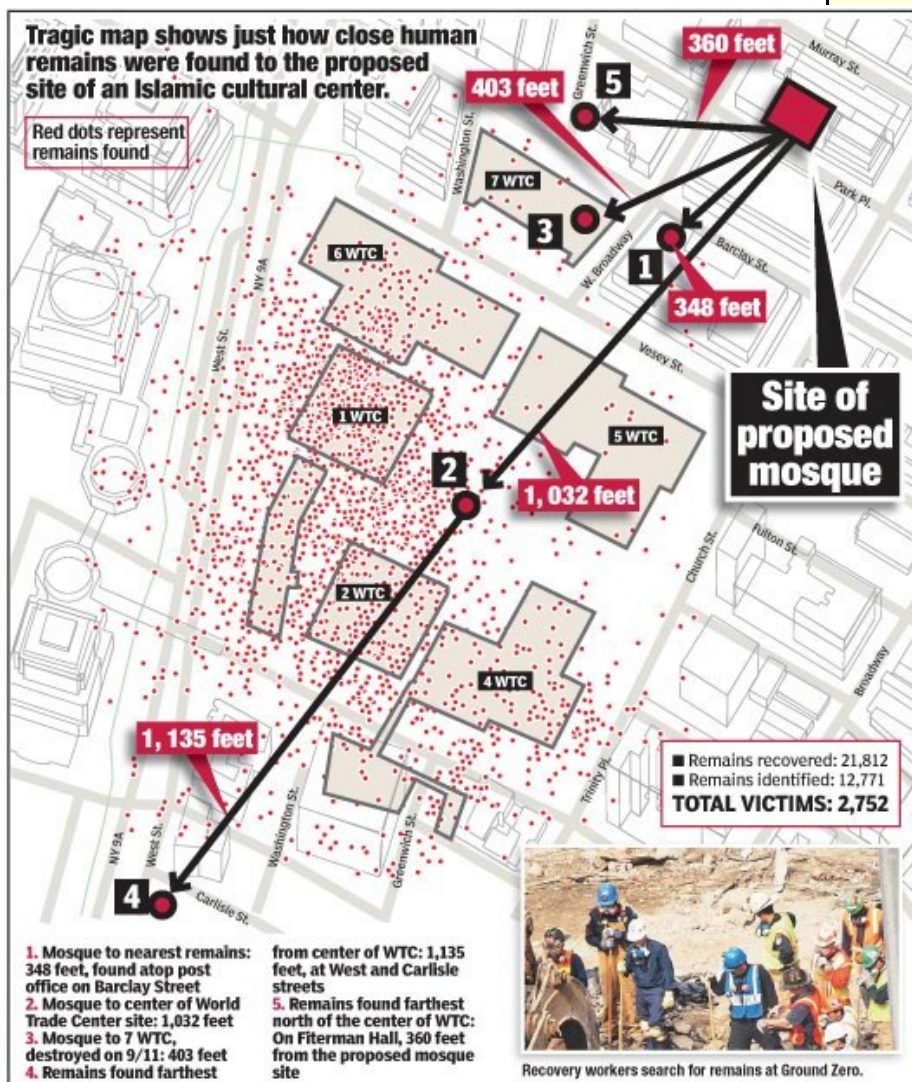 Tragic map shows just how close human
remains were found to the proposed
site of an Islamic cultural center.
Red dots represent
remains found
Greenwich St.
360 feet
Murray St.
5
403 feet
Washington St.
7 WTC
Park Pl.
3
W. Broadway
1
Barclay St.
348 feet
6 WTC
NY 9A
West St.
Vesey St.
Site of
proposed
mosque
1 WTC
5 WTC
2
1, 032 feet
Church St.
Fulton St.
2 WTC
4 WTC
Broadway
1, 135 feet
Trinity Pl.
■ Remains recovered: 21,812
■ Remains identified: 12,771
TOTAL VICTIMS: 2,752
NY 9A
West St.
Washington St.
Greenwich St.
4
Carlisle St.
1. Mosque to nearest remains:
348 feet, found atop post
office on Barclay Street
2. Mosque to center of World
Trade Center site: 1,032 feet
3. Mosque to 7 WTC,
destroyed on 9/11: 403 feet
4. Remains found farthest
from center of WTC: 1,135
feet, at West and Carlisle
streets
5. Remains found farthest
north of the center of WTC:
On Fiterman Hall, 360 feet
from the proposed mosque
site
Recovery workers search for remains at Ground Zero.